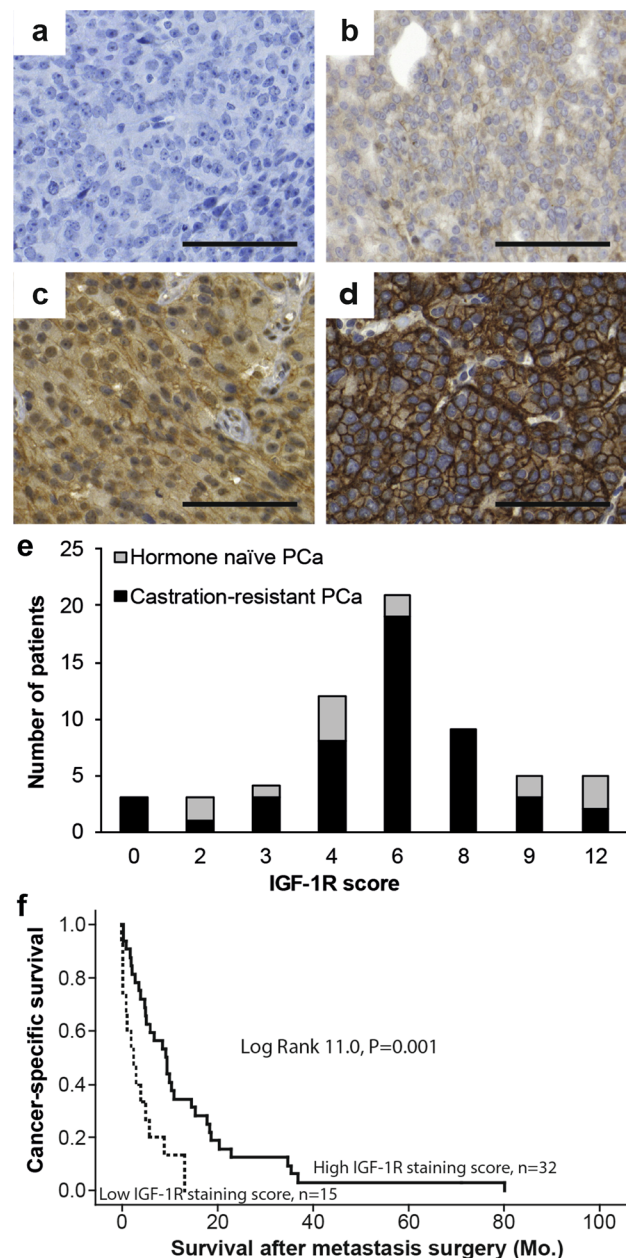 a
b
c
d
e
25
20
15
10
5
0
Number of patients
Hormone naïve PCa
Castration-resistant PCa
0 2 3 4 6 8 9 12
IGF-1R score
f
1.0
0.8
0.6
0.4
0.2
0.0
Cancer-specific survival
Log Rank 11.0, P=0.001
High IGF-1R staining score, n=32
Low IGF-1R staining score, n=15
0 20 40 60 80 100
Survival after metastasis surgery (Mo.)